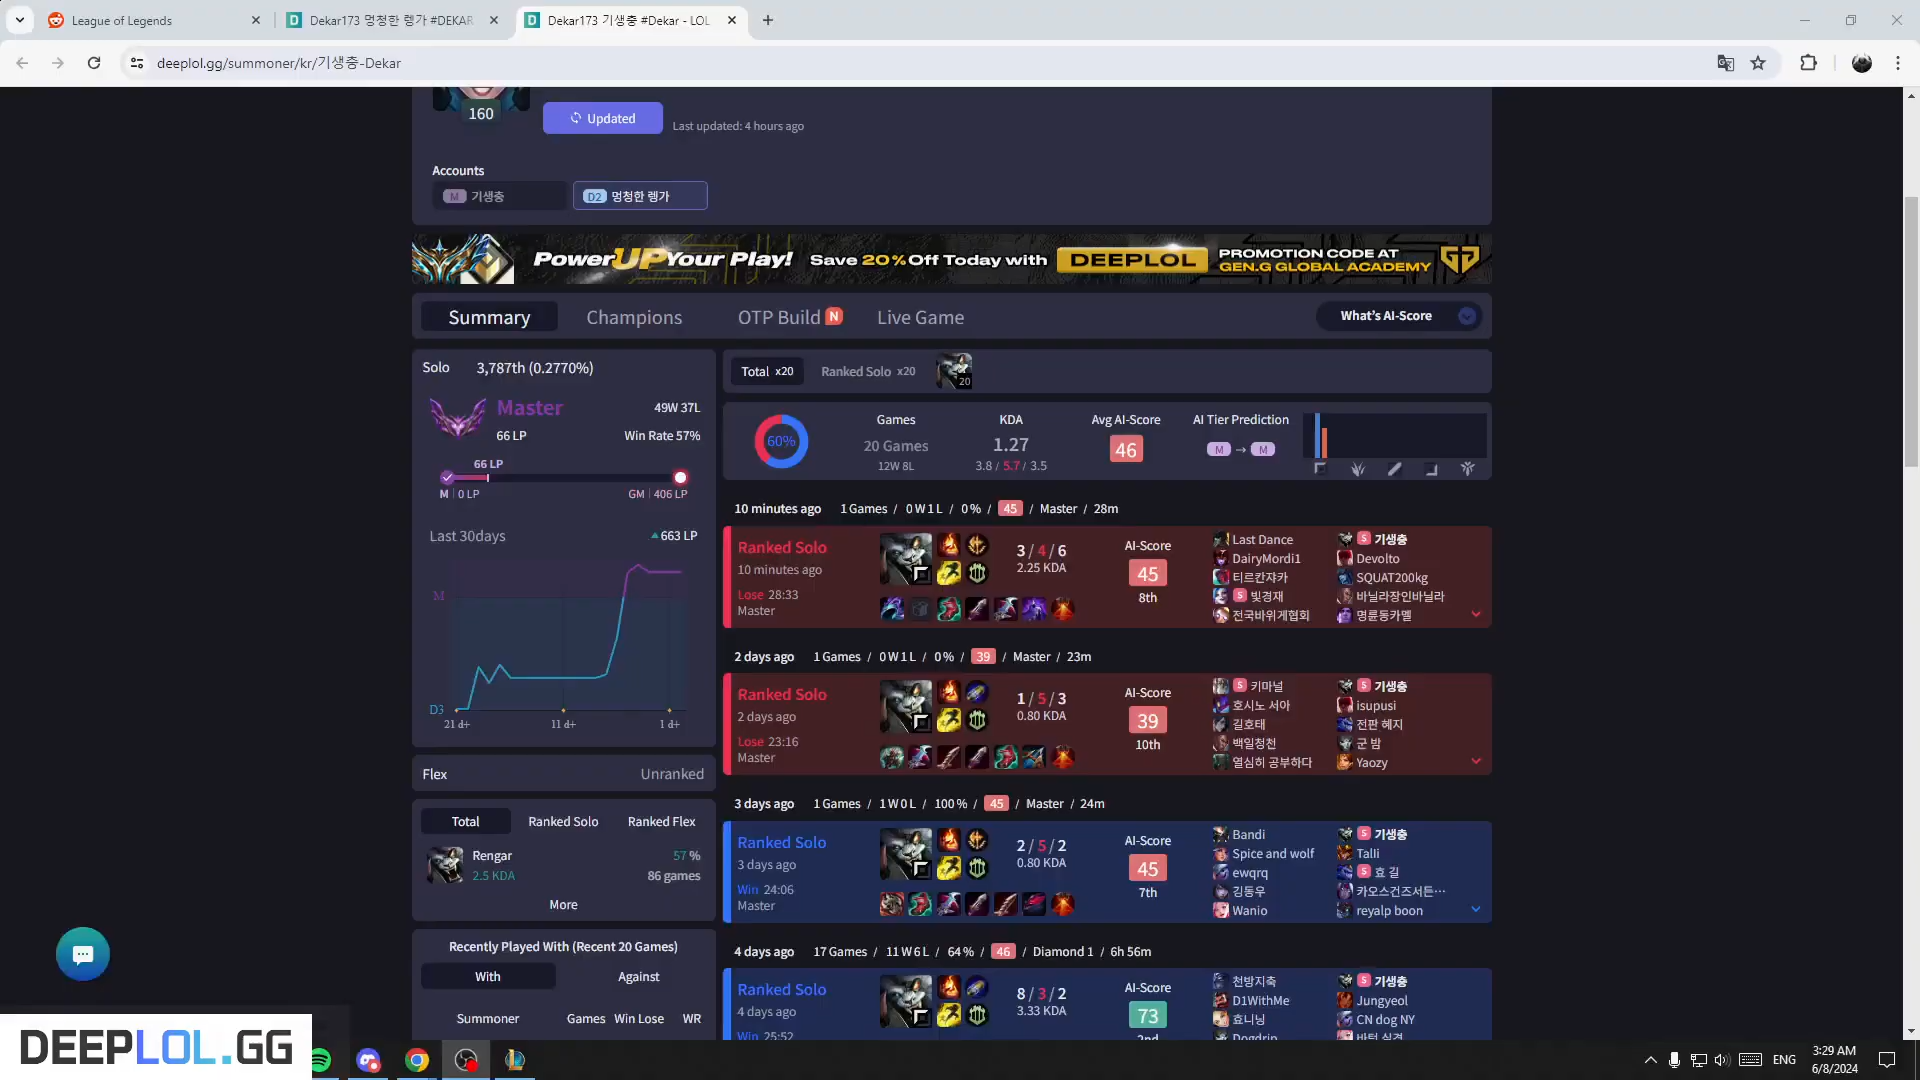 League of Legends
Dekar173 멍청한 렝가 #DEKAR
Dekar173 기생충 #Dekar - LOL
deeplol.gg/summoner/kr/기생충-Dekar
160
Updated
Last updated: 4 hours ago
Accounts
M 기생충
D2 멍청한 렝가
Power UP Your Play! Save 20% Off Today with DEEPLOL PROMOTION CODE AT GEN.G GLOBAL ACADEMY
Summary Champions OTP Build N Live Game What's AI-Score
Solo 3,787th (0.2770%)
Master 49W 37L
66 LP Win Rate 57%
66 LP
M | 0 LP GM | 406 LP
Last 30days 663 LP
M
D3
21 d+ 11 d+ 1 d+
Flex Unranked
Total Ranked Solo Ranked Flex
Rengar 57 %
2.5 KDA 86 games
More
Recently Played With (Recent 20 Games)
With Against
Summoner Games Win Lose WR
Total x20 Ranked Solo x20 20
60%
Games KDA Avg AI-Score AI Tier Prediction
20 Games 1.27 46 M → M
12W 8L 3.8 / 5.7 / 3.5
10 minutes ago 1 Games / 0 W 1 L / 0 % / 45 / Master / 28m
Ranked Solo
10 minutes ago
Lose 28:33
Master
3 / 4 / 6
2.25 KDA
AI-Score
45
8th
Last Dance S 기생충
DairyMordi1 Devolto
티르칸쟈카 SQUAT200kg
S 빛경재 바닐라장인바닐라
전국바위게협회 명륜동카멜
2 days ago 1 Games / 0 W 1 L / 0 % / 39 / Master / 23m
Ranked Solo
2 days ago
Lose 23:16
Master
1 / 5 / 3
0.80 KDA
AI-Score
39
10th
S 키마널 S 기생충
호시노 서아 isupusi
길호태 전판 혜지
백일청천 군 밤
열심히 공부하다 Yaozy
3 days ago 1 Games / 1 W 0 L / 100 % / 45 / Master / 24m
Ranked Solo
3 days ago
Win 24:06
Master
2 / 5 / 2
0.80 KDA
AI-Score
45
7th
Bandi S 기생충
Spice and wolf Talli
ewqrq S 효 길
김동우 카오스건즈서든…
Wanio reyalp boon
4 days ago 17 Games / 11 W 6 L / 64 % / 46 / Diamond 1 / 6h 56m
Ranked Solo
4 days ago
Win 25:52
8 / 3 / 2
3.33 KDA
AI-Score
73
2nd
천방지축 S 기생충
D1WithMe Jungyeol
효니닝 CN dog NY
Dogdrip
DEEPLOL.GG
ENG
3:29 AM
6/8/2024